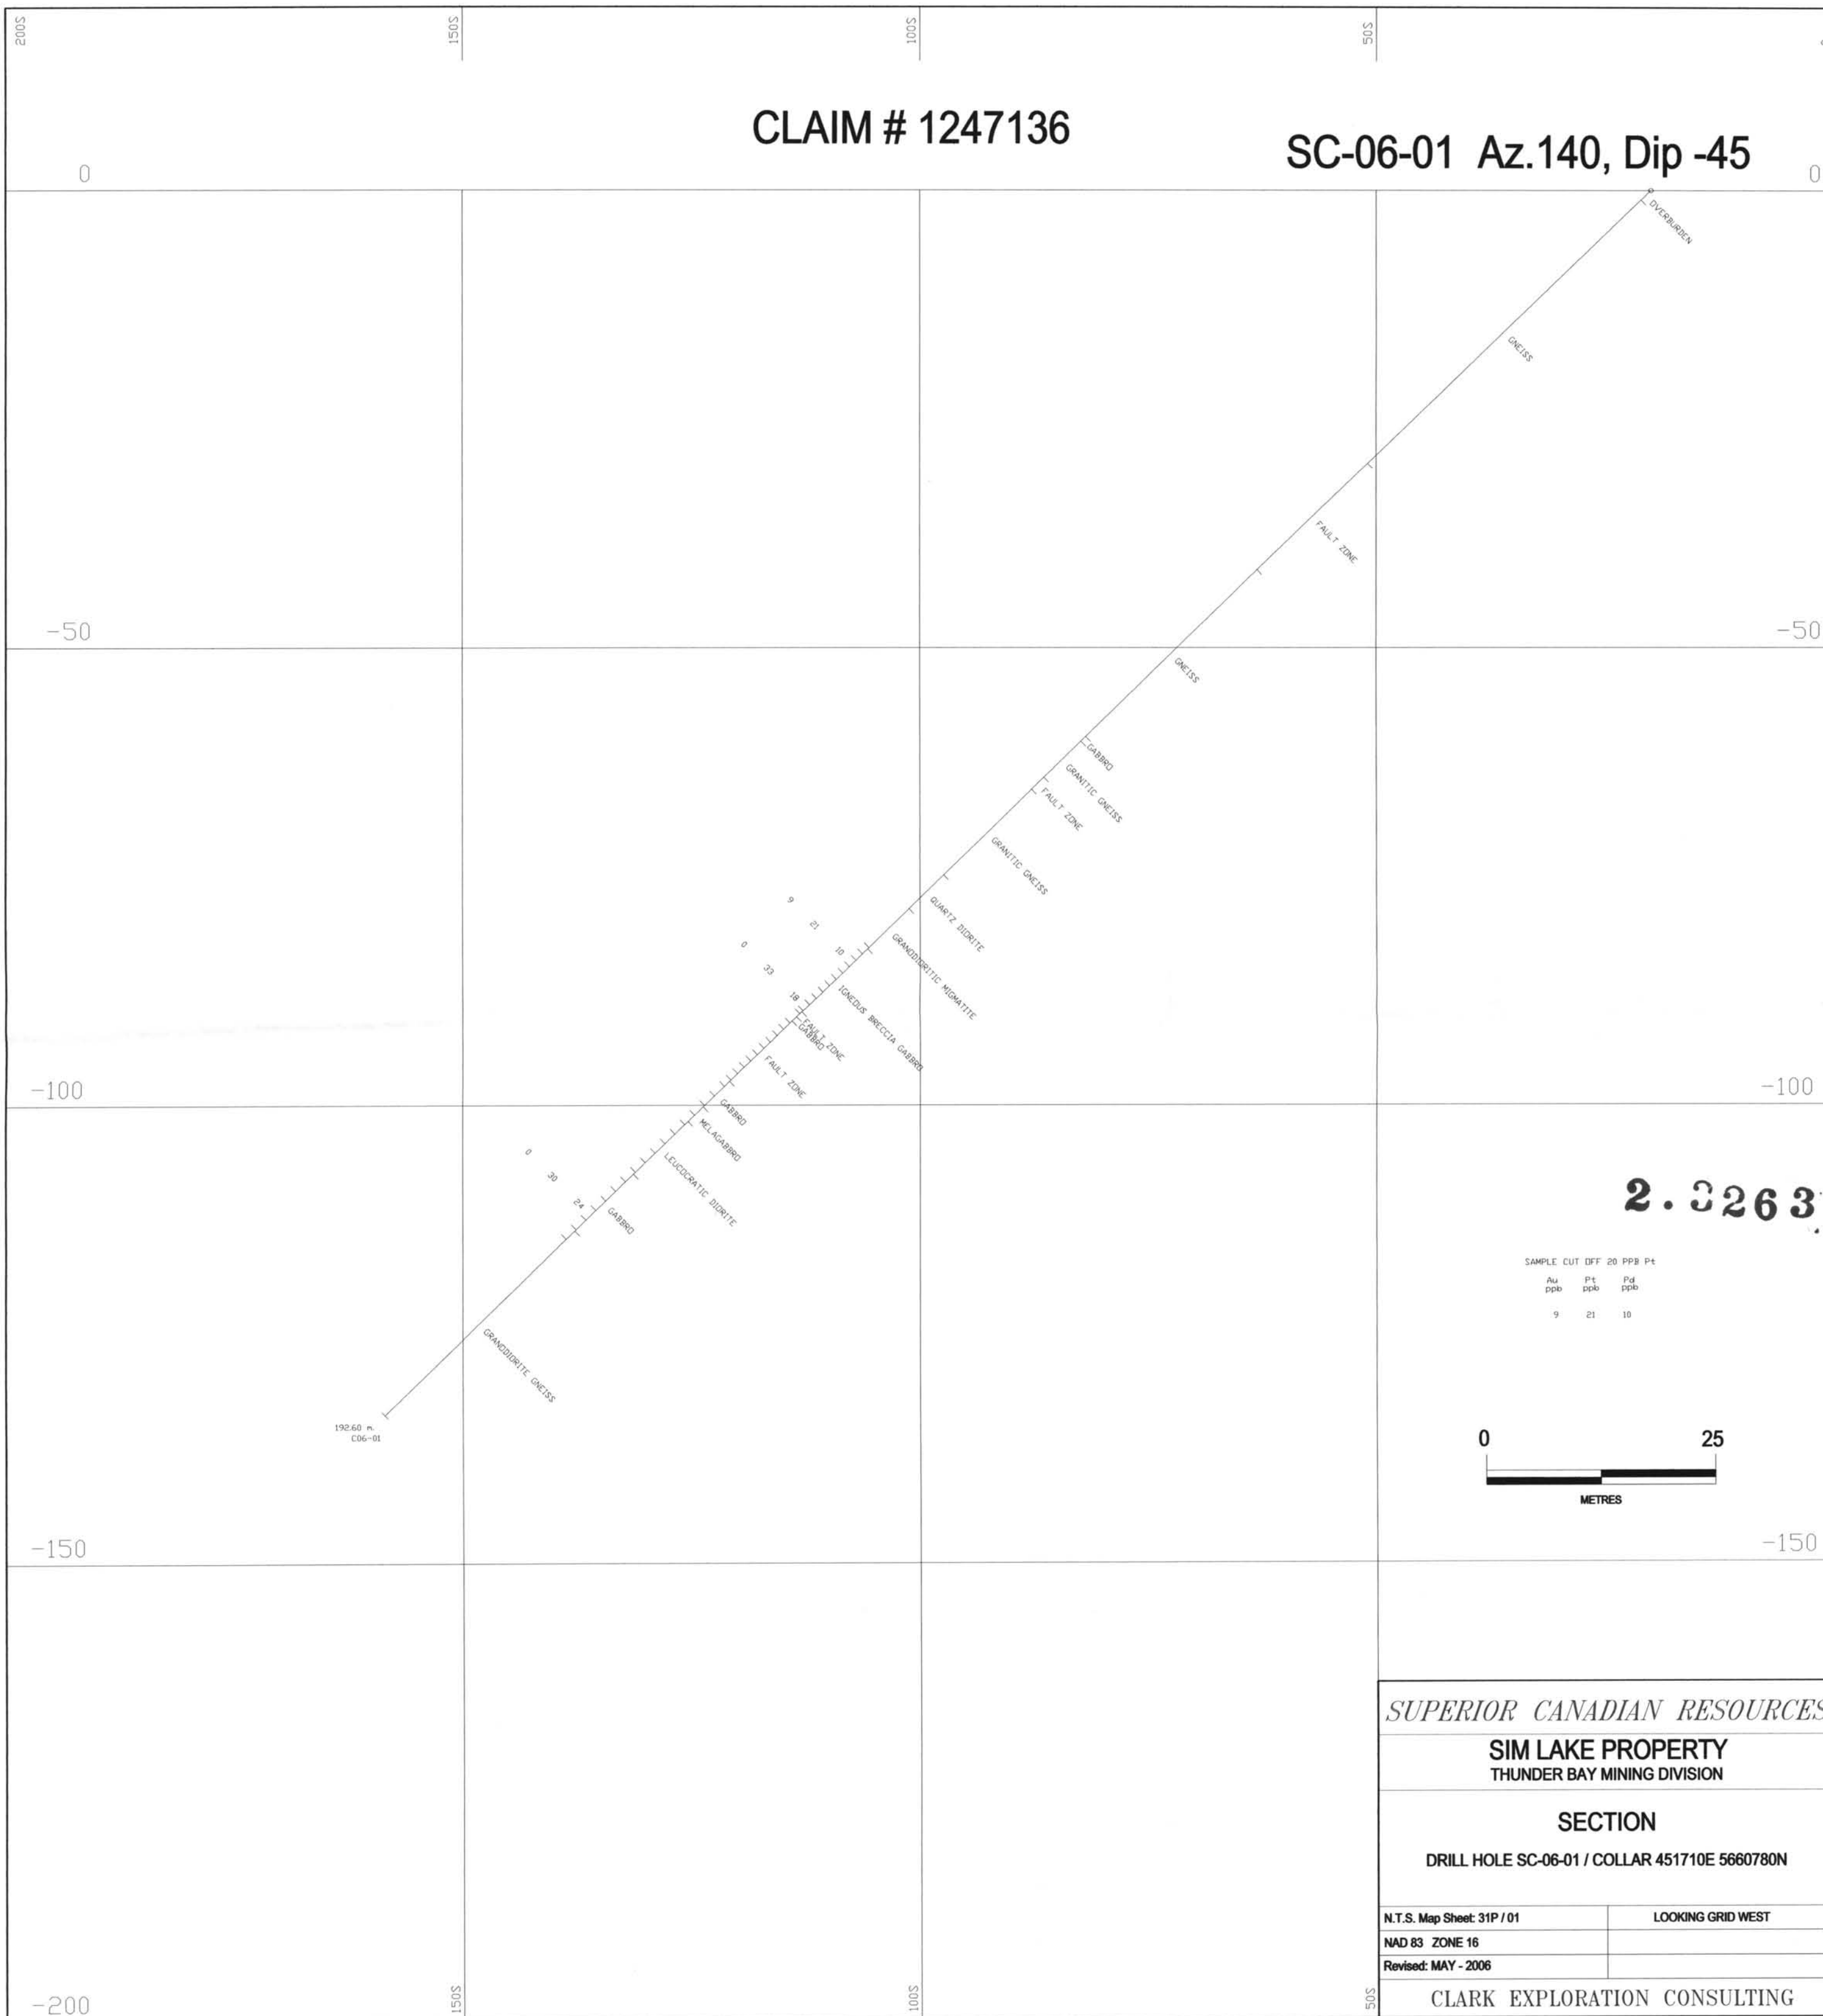 200S
150S
100S
50S
CLAIM # 1247136
SC-06-01 Az.140, Dip -45
0
0
OVERBURDEN
GNEISS
FAULT ZONE
-50
-50
GNEISS
GABBRO
GRANITIC GNEISS
FAULT ZONE
GRANITIC GNEISS
QUARTZ DIORITE
9 21 10
GRANODIORITIC MIGMATITE
0 33 18
IGNEOUS BRECCIA GABBRO
FAULT ZONE
GABBRO
FAULT ZONE
-100
-100
GABBRO
MELAGABBRO
LEUCOCRATIC DIORITE
0 30 24
GABBRO
SAMPLE CUT OFF 20 PPB Pt
Au Pt Pd
ppb ppb ppb
9 21 10
GRANODIORITE GNEISS
192.60 m.
C06-01
0 25
METRES
-150
-150
SUPERIOR CANADIAN RESOURCES
SIM LAKE PROPERTY
THUNDER BAY MINING DIVISION
SECTION
DRILL HOLE SC-06-01 / COLLAR 451710E 5660780N
N.T.S. Map Sheet: 31P / 01
LOOKING GRID WEST
NAD 83 ZONE 16
Revised: MAY - 2006
CLARK EXPLORATION CONSULTING
-200
150S
100S
50S